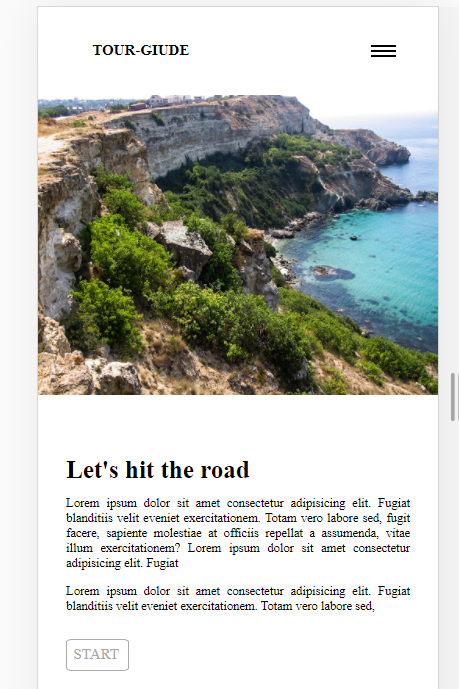 TOUR-GIUDE
Let's hit the road
Lorem ipsum dolor sit amet consectetur adipisicing elit. Fugiat
blanditiis velit eveniet exercitationem. Totam vero labore sed, fugit
facere, sapiente molestiae at officiis repellat a assumenda, vitae
illum exercitationem? Lorem ipsum dolor sit amet consectetur
adipisicing elit. Fugiat
Lorem ipsum dolor sit amet consectetur adipisicing elit. Fugiat
blanditiis velit eveniet exercitationem. Totam vero labore sed,
START